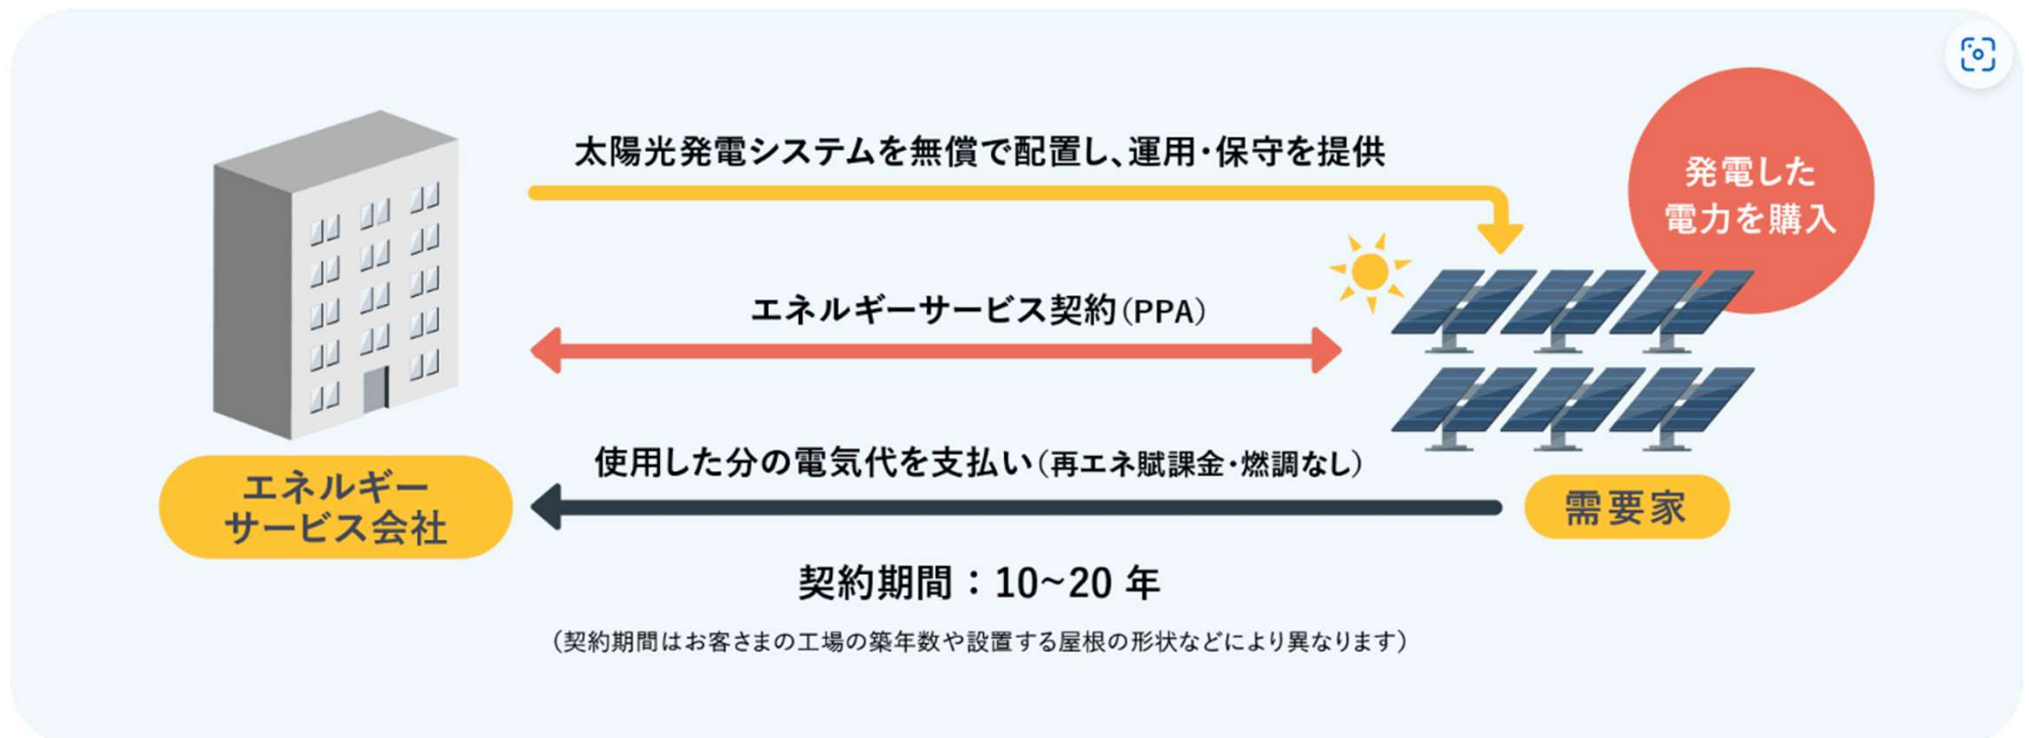 太陽光発電システムを無償で配置し、運用・保守を提供
発電した
電力を購入
エネルギーサービス契約（PPA）
使用した分の電気代を支払い（再エネ賦課金・燃調なし）
エネルギー
サービス会社
需要家
契約期間：10~20 年
（契約期間はお客さまの工場の築年数や設置する屋根の形状などにより異なります）